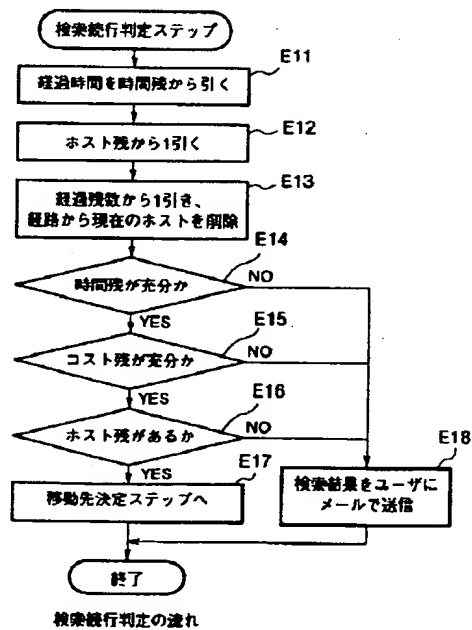 検索続行判定ステップ
E11
経過時間を時間残から引く
E12
ホスト残から1引く
E13
経過残数から1引き、
経路から現在のホストを削除
E14
時間残が充分か
NO
YES
E15
コスト残が充分か
NO
YES
E16
ホスト残があるか
NO
YES
E17
移動先決定ステップへ
E18
検索結果をユーザに
メールで送信
終了
検索続行判定の流れ